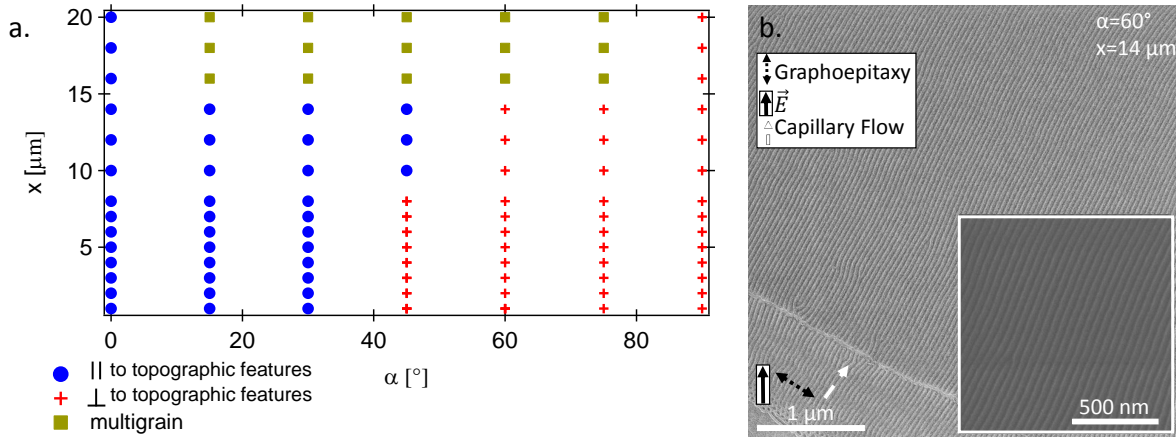 a.
20
15
10
5
x [μm]
0
20
40
60
80
α [°]
|| to topographic features
⊥ to topographic features
multigrain
b.
α=60°
x=14 μm
Graphoepitaxy
E⃗
Capillary Flow
1 μm
500 nm